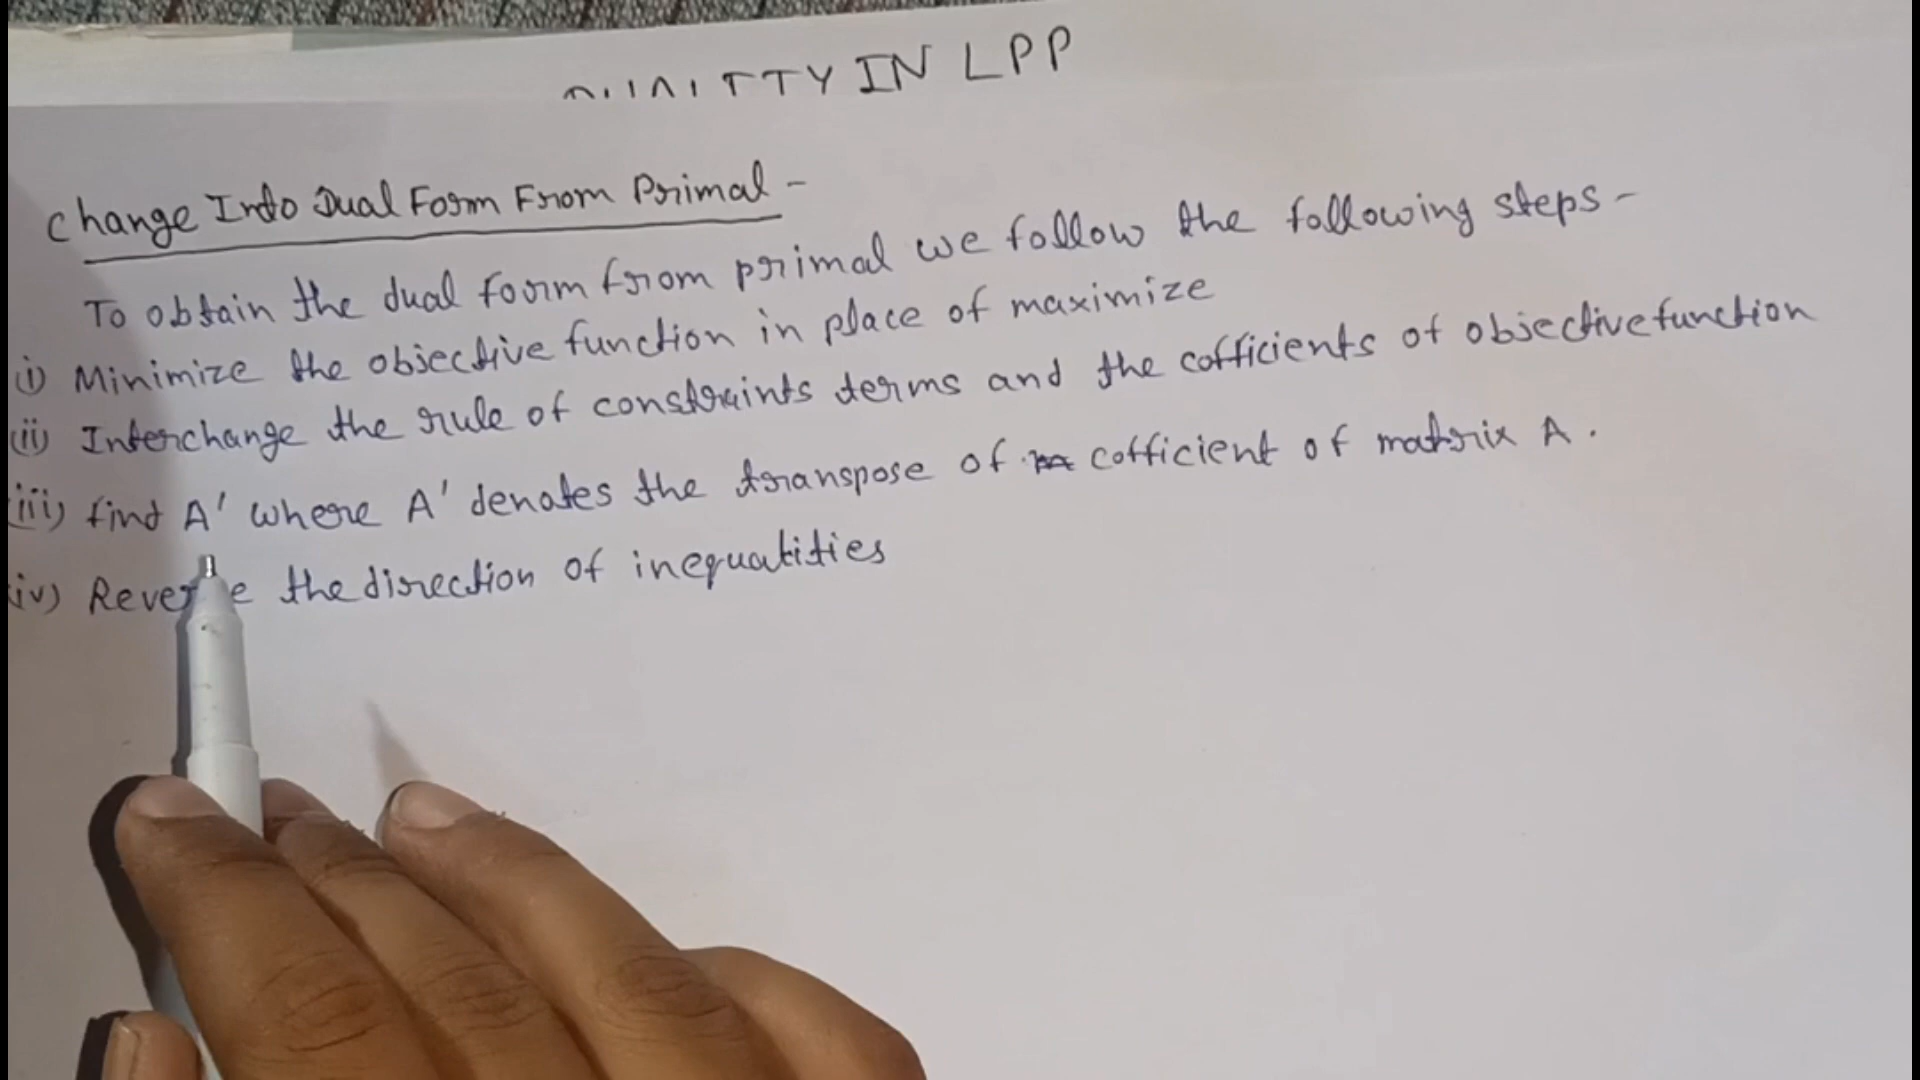 IN LPP
Change Into Dual Form From Primal -
To obtain the dual form from primal we follow the following steps -
(i) Minimize the objective function in place of maximize
(ii) Interchange the rule of constraints terms and the cofficients of objective function
(iii) find A' where A' denates the transpose of cofficient of matrix A.
iv) the direction of inequalities